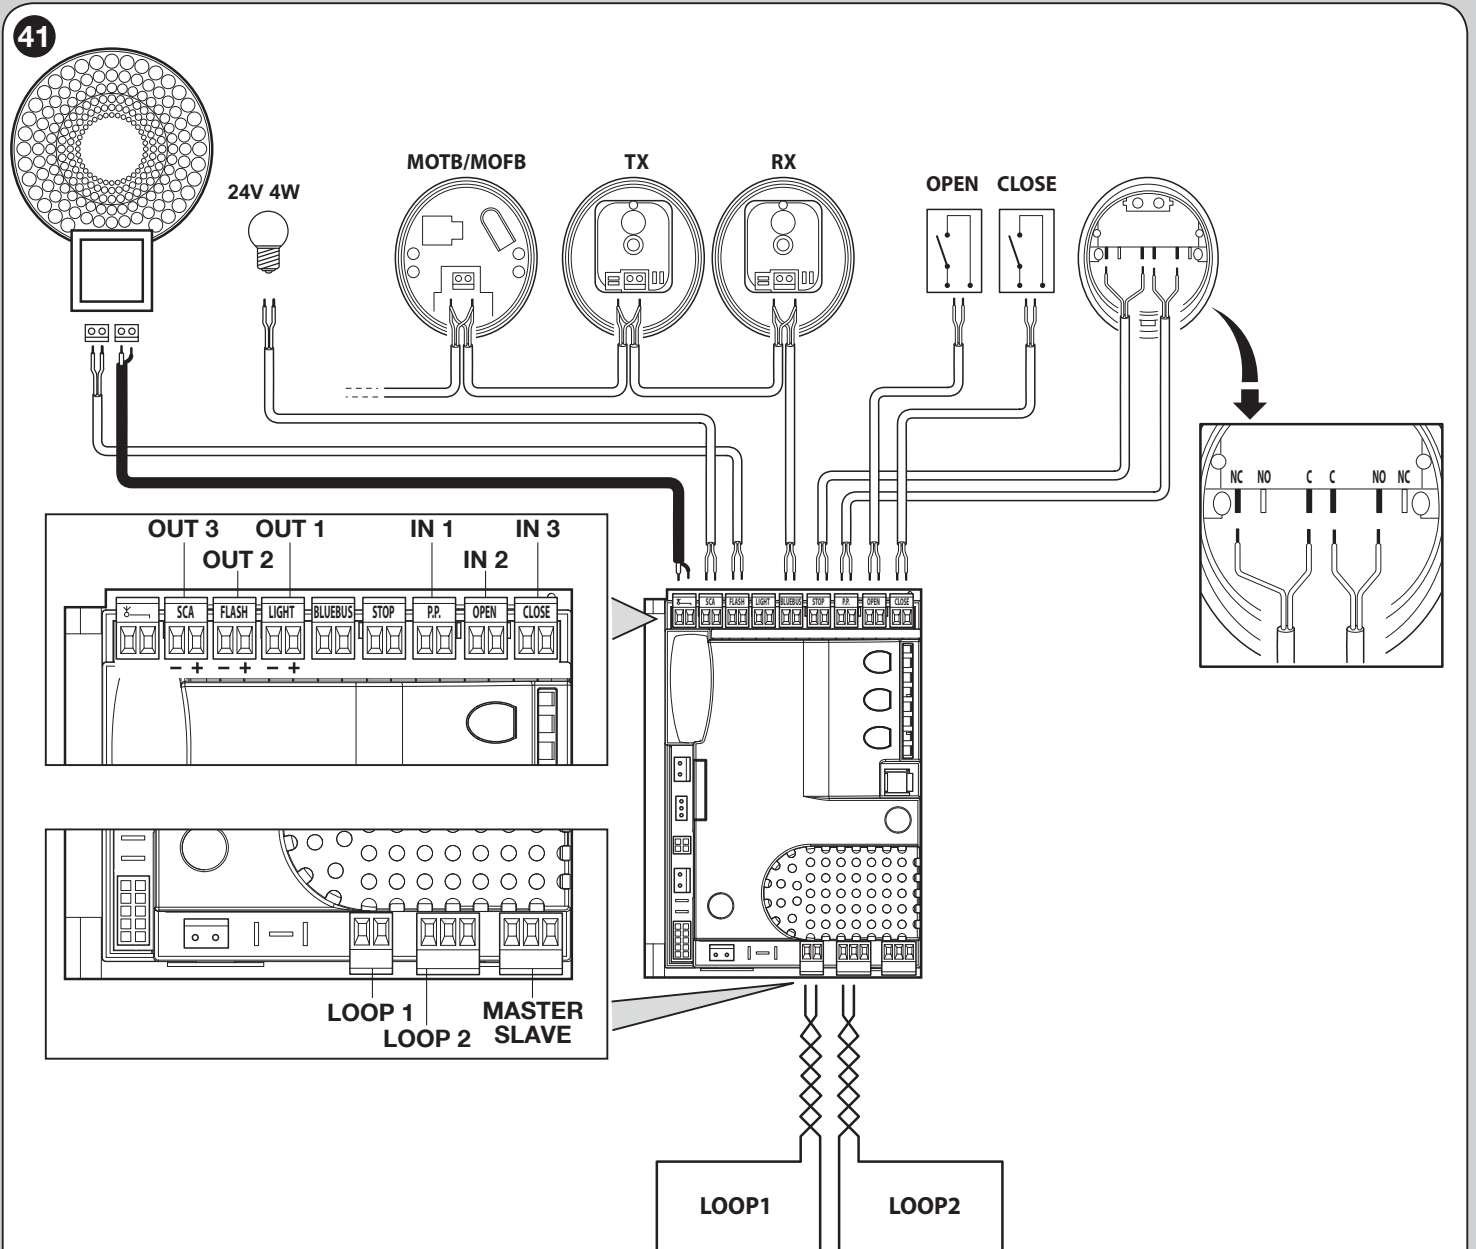 41
MOTB/MOFB
TX
RX
24V 4W
OPEN
CLOSE
NC NO C C NO NC
OUT 3
OUT 1
IN 1
IN 3
OUT 2
IN 2
SCA FLASH LIGHT BLUEBUS STOP P.P. OPEN CLOSE
− + − + − +
SCA FLASH LIGHT BLUEBUS STOP P.P. OPEN CLOSE
LOOP 1
LOOP 2
MASTER
SLAVE
LOOP1
LOOP2